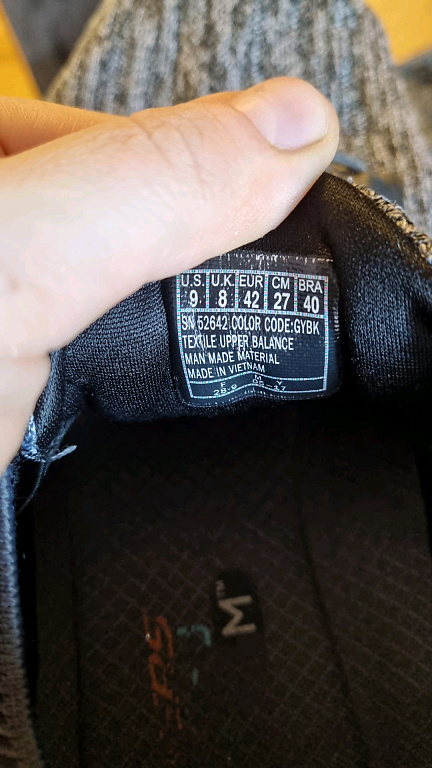 U.S. U.K EUR CM BRA
9 8 42 27 40
SN 52642 COLOR CODE:GYBK
TEXTILE UPPER BALANCE
MAN MADE MATERIAL
MADE IN VIETNAM
F M Y
M™